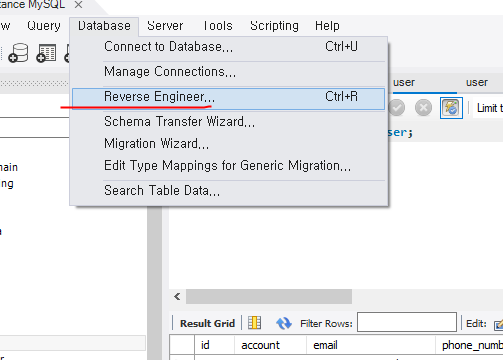 tance MySQL
w Query Database Server Tools Scripting Help
Connect to Database... Ctrl+U
Manage Connections...
Reverse Engineer... Ctrl+R
Schema Transfer Wizard...
Migration Wizard...
Edit Type Mappings for Generic Migration...
Search Table Data...
user user
Limit t
ser;
nain
ng
a
Result Grid Filter Rows: Edit:
id account email phone_numb